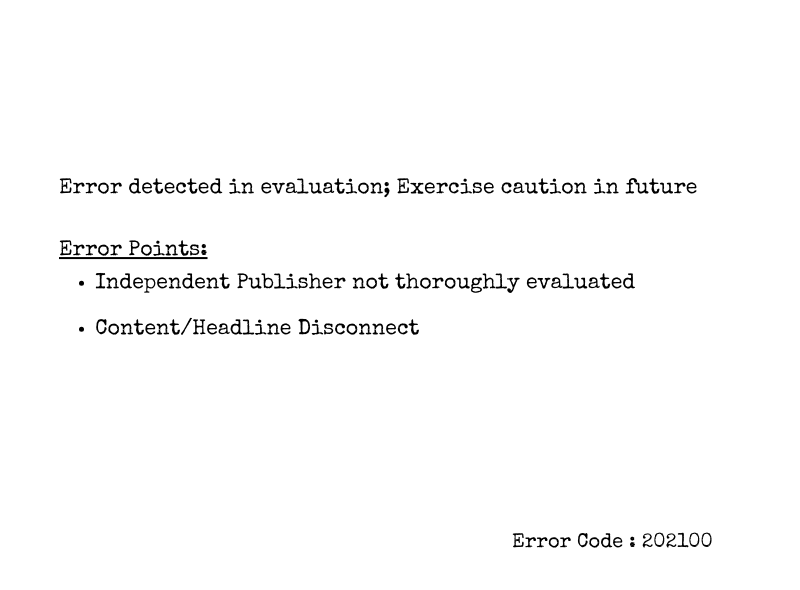 Error detected in evaluation; Exercise caution in future
Error Points:
• Independent Publisher not thoroughly evaluated
• Content/Headline Disconnect
Error Code : 202100